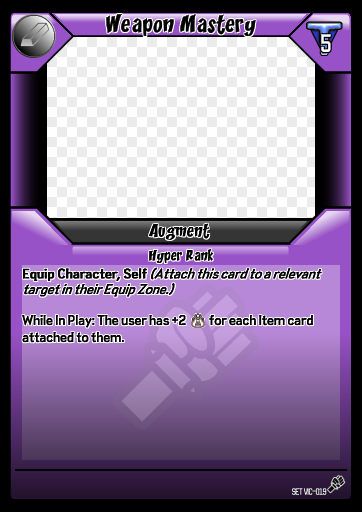 Weapon Mastery
5
Augment
Hyper Rank
Equip Character, Self (Attach this card to a relevant
target in their Equip Zone.)
While In Play: The user has +2 for each Item card
attached to them.
SET VIC-019